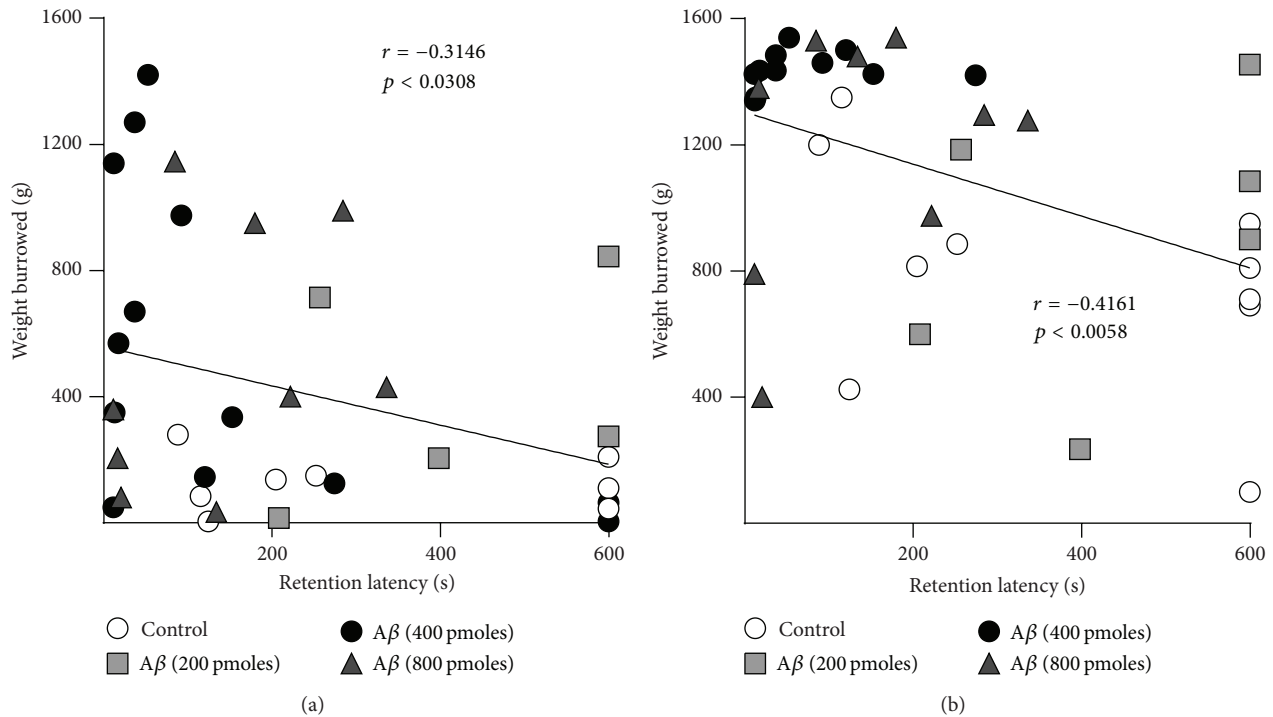 1600
1200
800
400
200
400
600
Weight burrowed (g)
Retention latency (s)
r = −0.3146
p < 0.0308
Control
Aβ (200 pmoles)
Aβ (400 pmoles)
Aβ (800 pmoles)
(a)
1600
1200
800
400
200
400
600
Weight burrowed (g)
Retention latency (s)
r = −0.4161
p < 0.0058
Control
Aβ (200 pmoles)
Aβ (400 pmoles)
Aβ (800 pmoles)
(b)